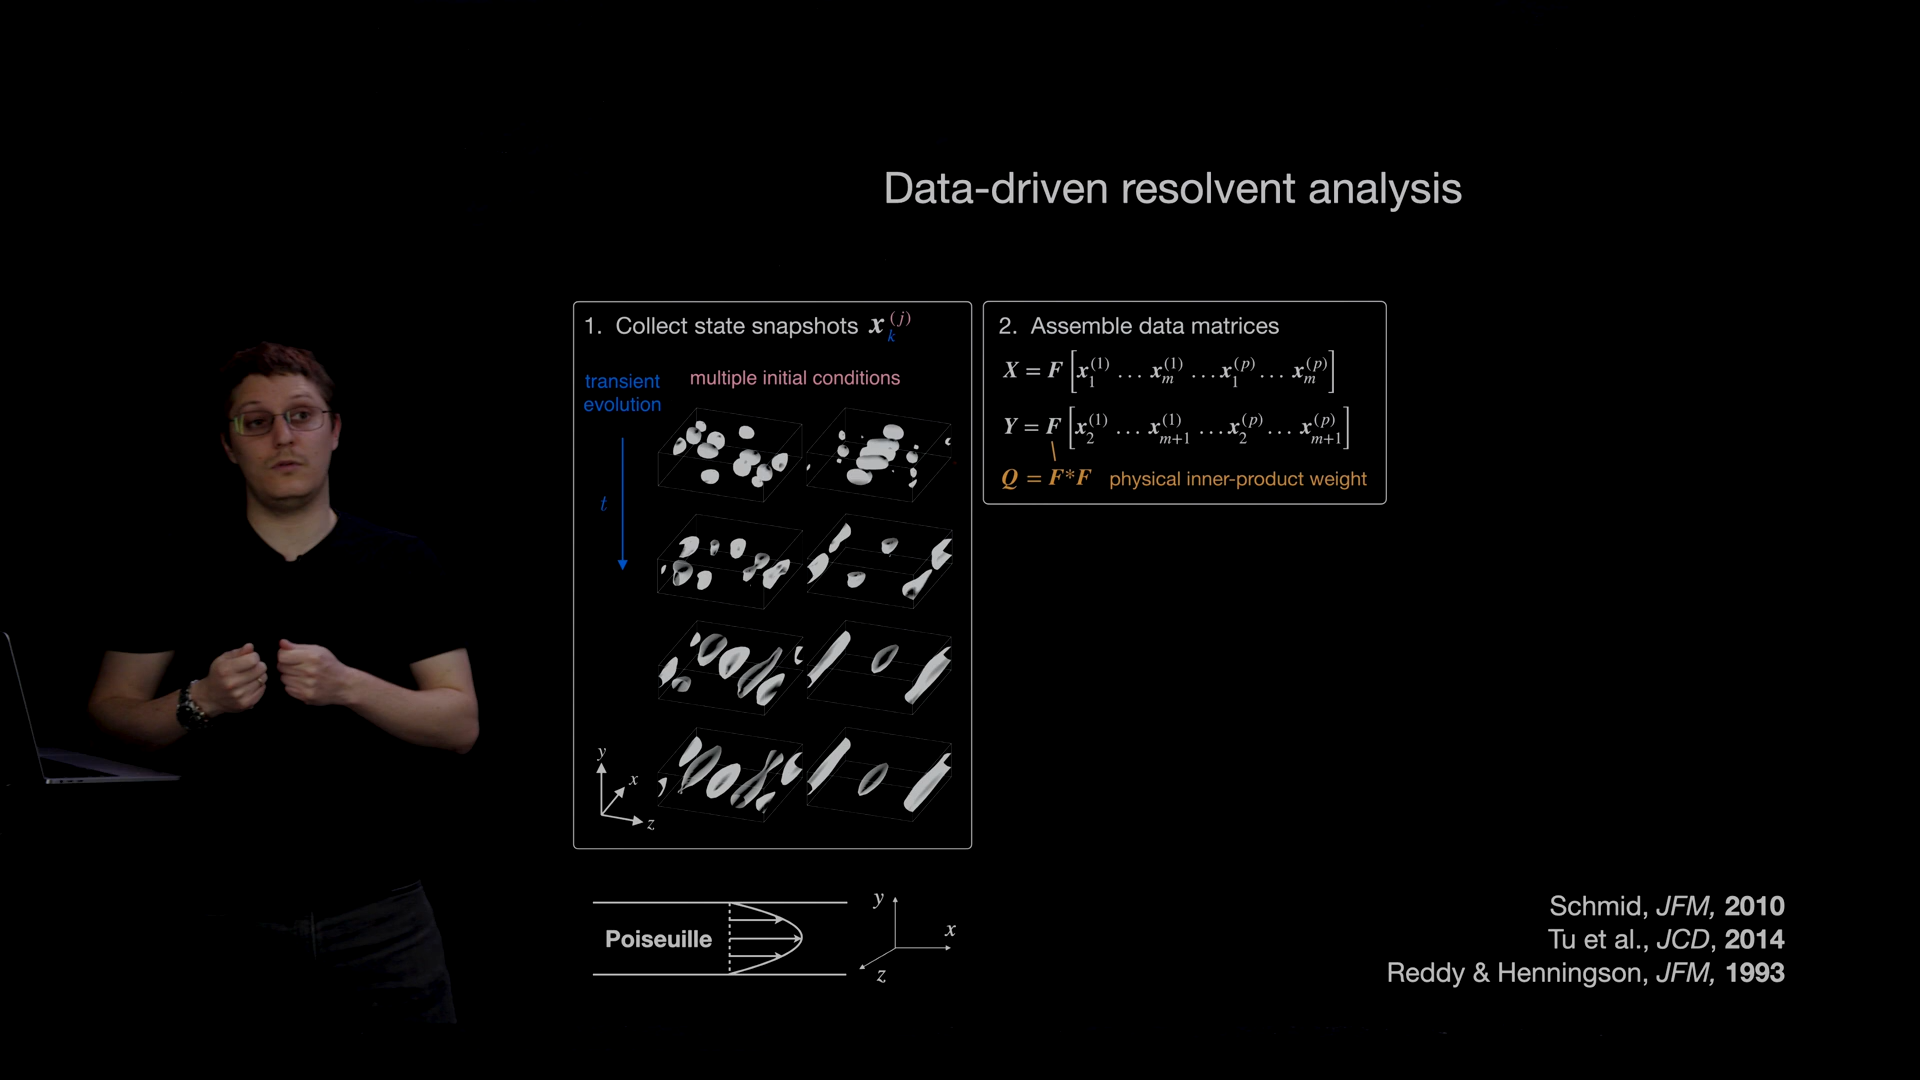 Data-driven resolvent analysis
1. Collect state snapshots x_k^(j)
transient
evolution
multiple initial conditions
t
y
x
z
2. Assemble data matrices
X = F [x_1^(1) ... x_m^(1) ... x_1^(p) ... x_m^(p)]
Y = F [x_2^(1) ... x_{m+1}^(1) ... x_2^(p) ... x_{m+1}^(p)]
Q = F*F physical inner-product weight
Poiseuille
y
x
z
Schmid, JFM, 2010
Tu et al., JCD, 2014
Reddy & Henningson, JFM, 1993